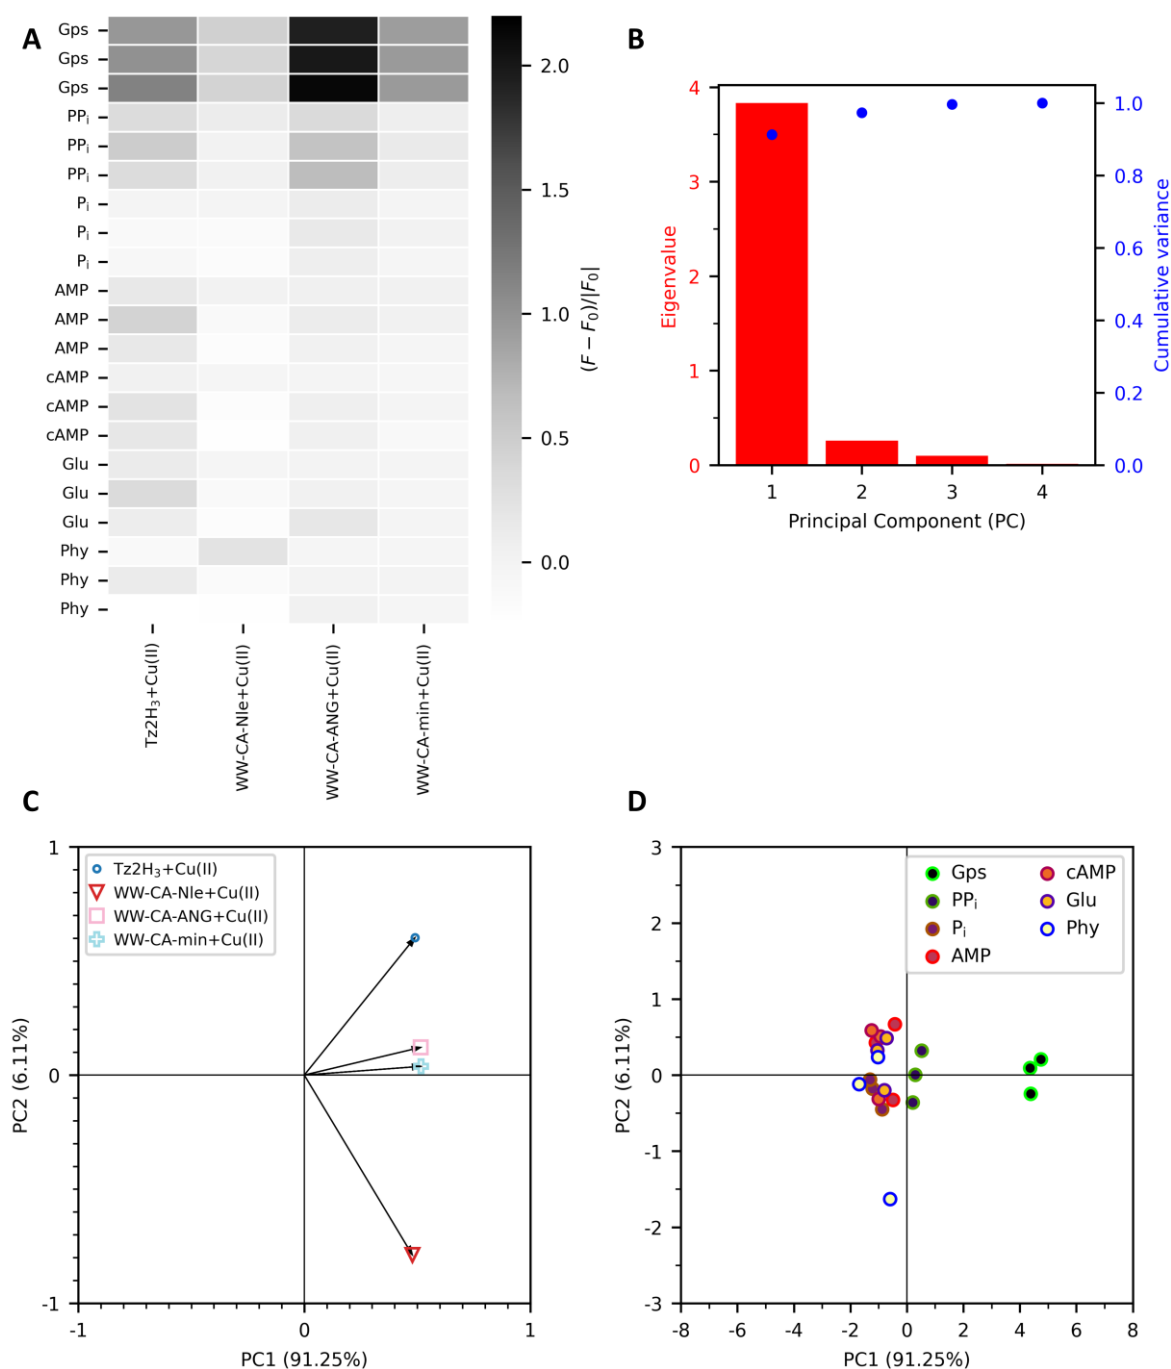 A
Gps
Gps
Gps
PPi
PPi
PPi
Pi
Pi
Pi
AMP
AMP
AMP
cAMP
cAMP
cAMP
Glu
Glu
Glu
Phy
Phy
Phy
Tz2H₃+Cu(II)
WW-CA-Nle+Cu(II)
WW-CA-ANG+Cu(II)
WW-CA-min+Cu(II)
2.0
1.5
1.0
0.5
0.0
(F − F₀)/|F₀|
B
4
3
2
1
0
Eigenvalue
1.0
0.8
0.6
0.4
0.2
0.0
Cumulative variance
1 2 3 4
Principal Component (PC)
C
Tz2H₃+Cu(II)
WW-CA-Nle+Cu(II)
WW-CA-ANG+Cu(II)
WW-CA-min+Cu(II)
1
0
-1
PC2 (6.11%)
-1 0 1
PC1 (91.25%)
D
Gps
PPi
Pi
AMP
cAMP
Glu
Phy
3
2
1
0
-1
-2
-3
PC2 (6.11%)
-8 -6 -4 -2 0 2 4 6 8
PC1 (91.25%)